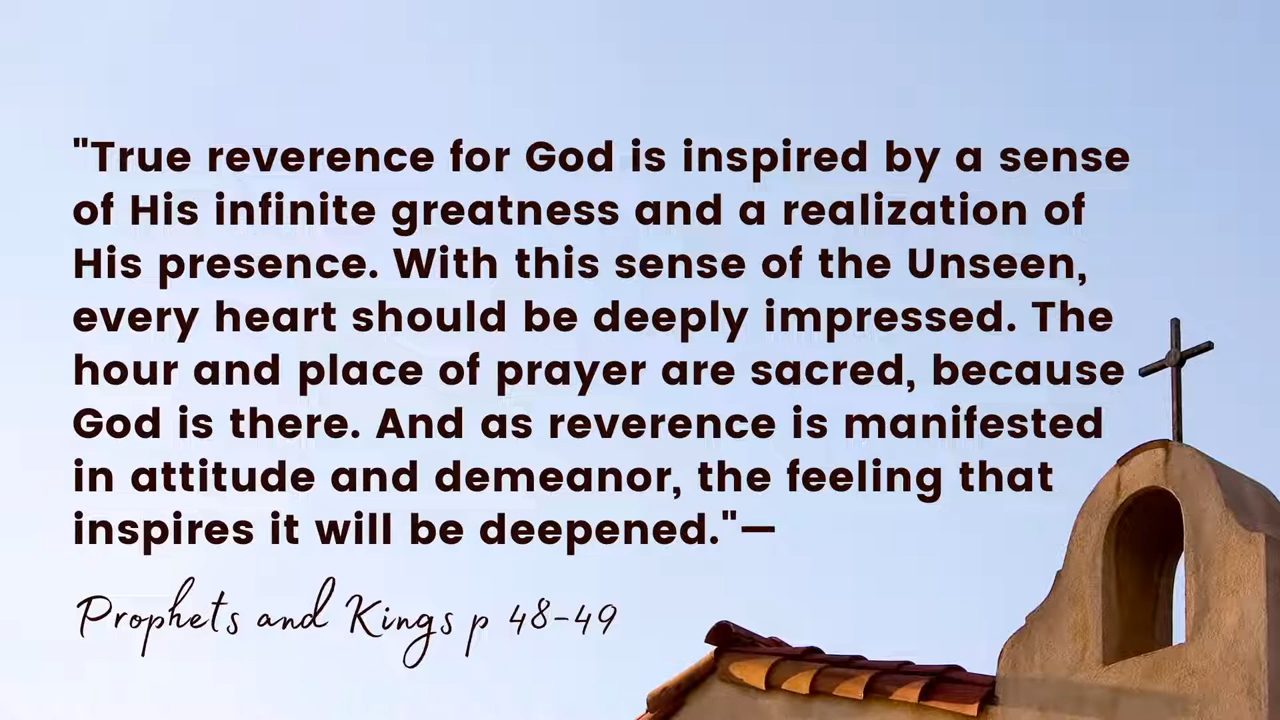 "True reverence for God is inspired by a sense
of His infinite greatness and a realization of
His presence. With this sense of the Unseen,
every heart should be deeply impressed. The
hour and place of prayer are sacred, because
God is there. And as reverence is manifested
in attitude and demeanor, the feeling that
inspires it will be deepened."—
Prophets and Kings p 48-49